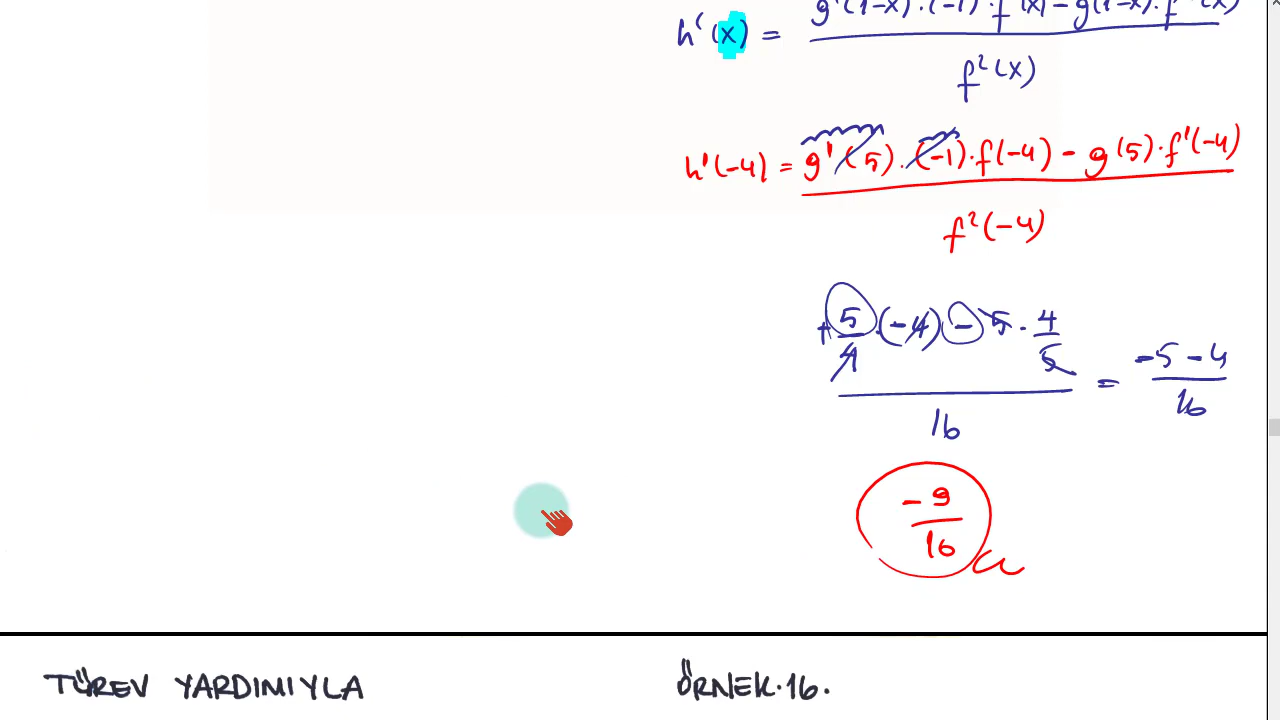 h'(x) = g'(1-x)·(-1)·f(x) - g(1-x)·f'(x)
f²(x)
h'(-4) = g'(5)·(-1)·f(-4) - g(5)·f'(-4)
f²(-4)
+ 5/4 · (-4) - 5 · 4/5
16
= -5 - 4
16
-9
16
TÜREV YARDIMIYLA
ÖRNEK.16.